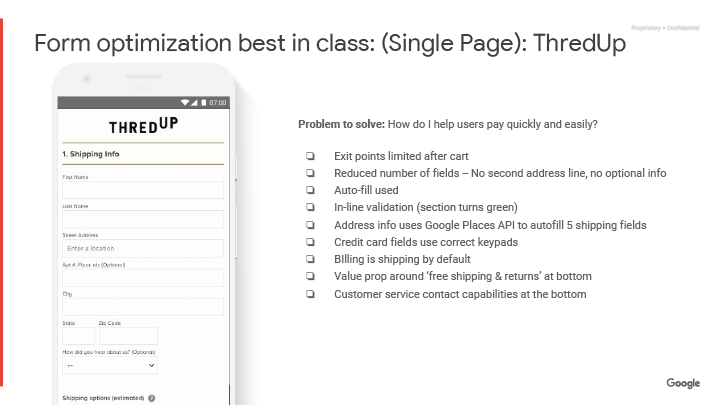 Proprietary + Confidential
Form optimization best in class: (Single Page): ThredUp
07:00
THREDUP
1. Shipping Info
First Name
Last Name
Street Address
Enter a location
Apt #, Floor, etc (Optional)
City
State Zip Code
How did you hear about us? (Optional)
--
Shipping options (estimated) ?
Problem to solve: How do I help users pay quickly and easily?
❏ Exit points limited after cart
❏ Reduced number of fields – No second address line, no optional info
❏ Auto-fill used
❏ In-line validation (section turns green)
❏ Address info uses Google Places API to autofill 5 shipping fields
❏ Credit card fields use correct keypads
❏ BIlling is shipping by default
❏ Value prop around ‘free shipping & returns’ at bottom
❏ Customer service contact capabilities at the bottom
Google